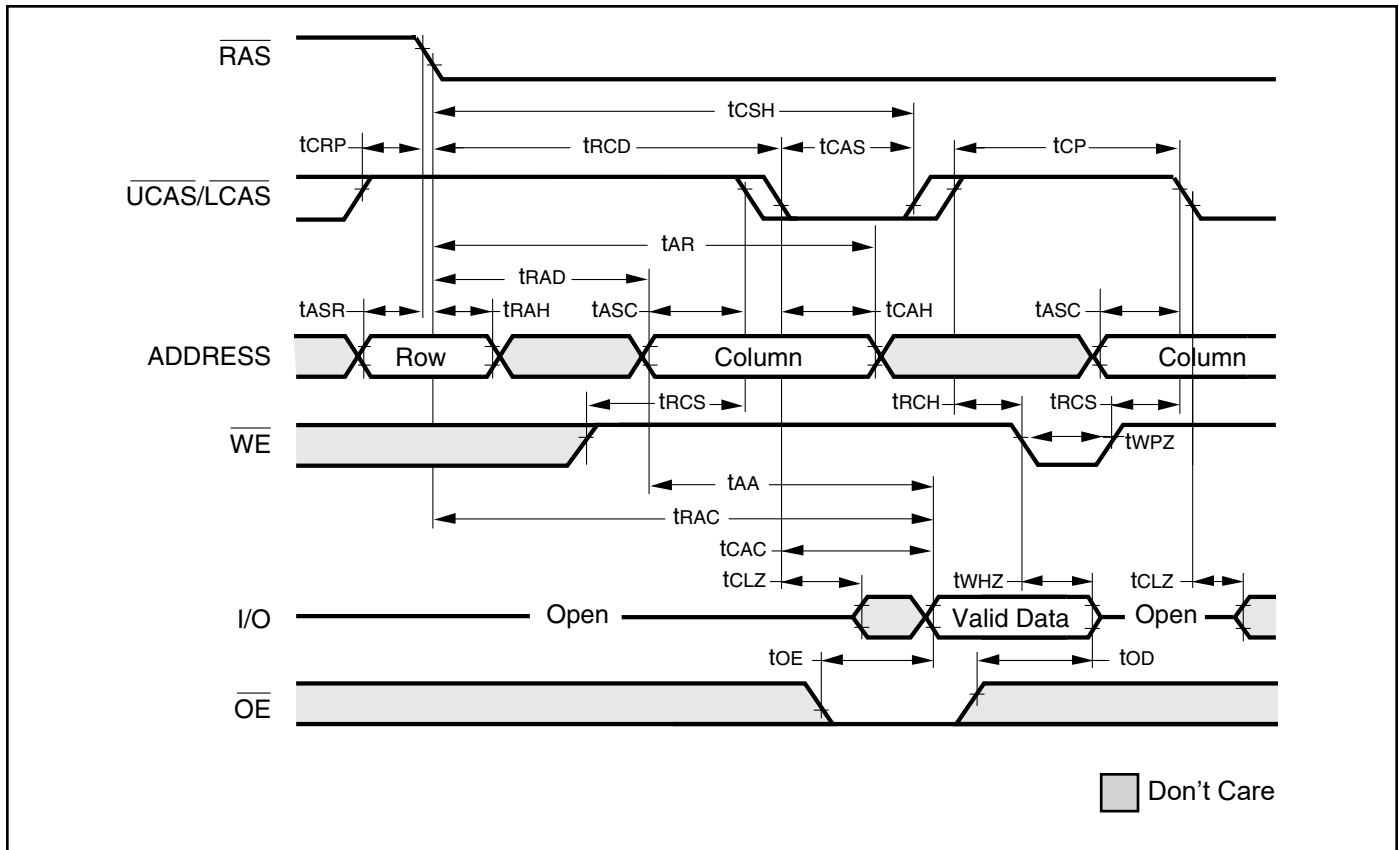 RAS
tCSH
tCRP tRCD tCAS tCP
UCAS/LCAS
tAR
tRAD
tASR tRAH tASC tCAH tASC
ADDRESS Row Column Column
tRCS tRCH tRCS
WE tWPZ
tAA
tRAC
tCAC
tCLZ tWHZ tCLZ
I/O Open Valid Data Open
tOE tOD
OE
Don't Care